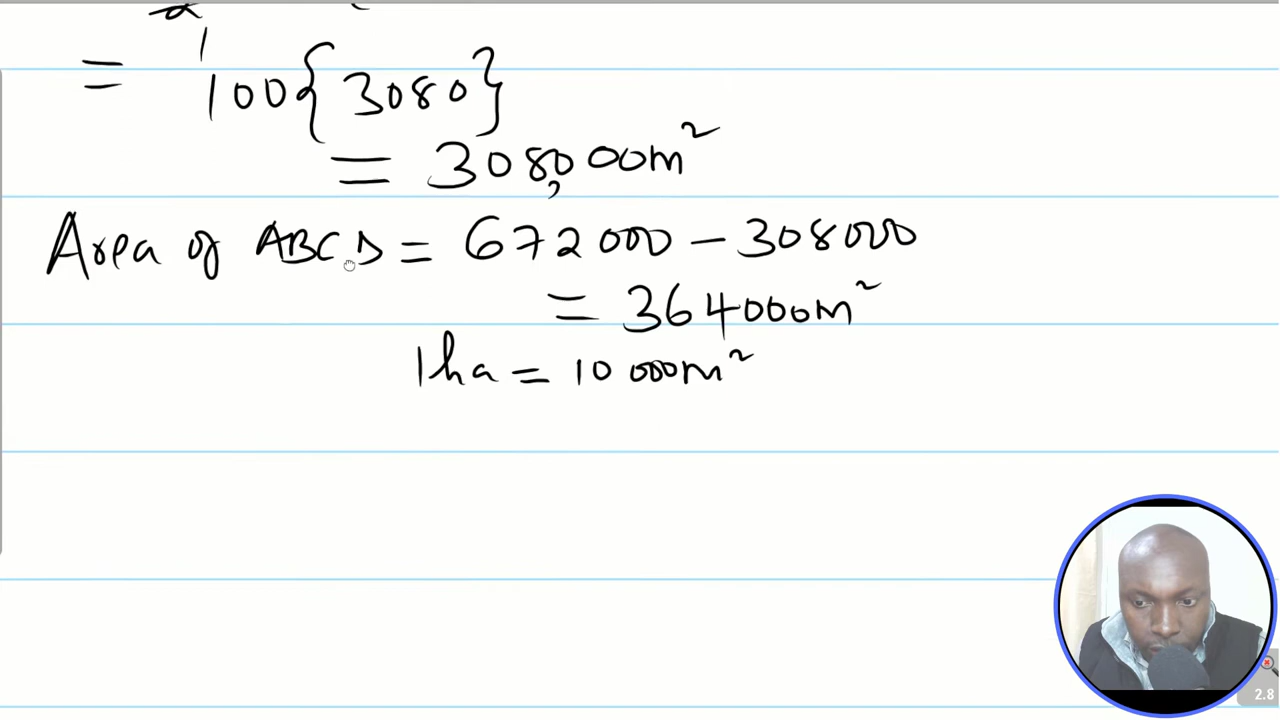 = 100{3080}
= 308,000m²
Area of ABCD = 672000 - 308000
= 364000m²
1ha = 10 000m²
2.8